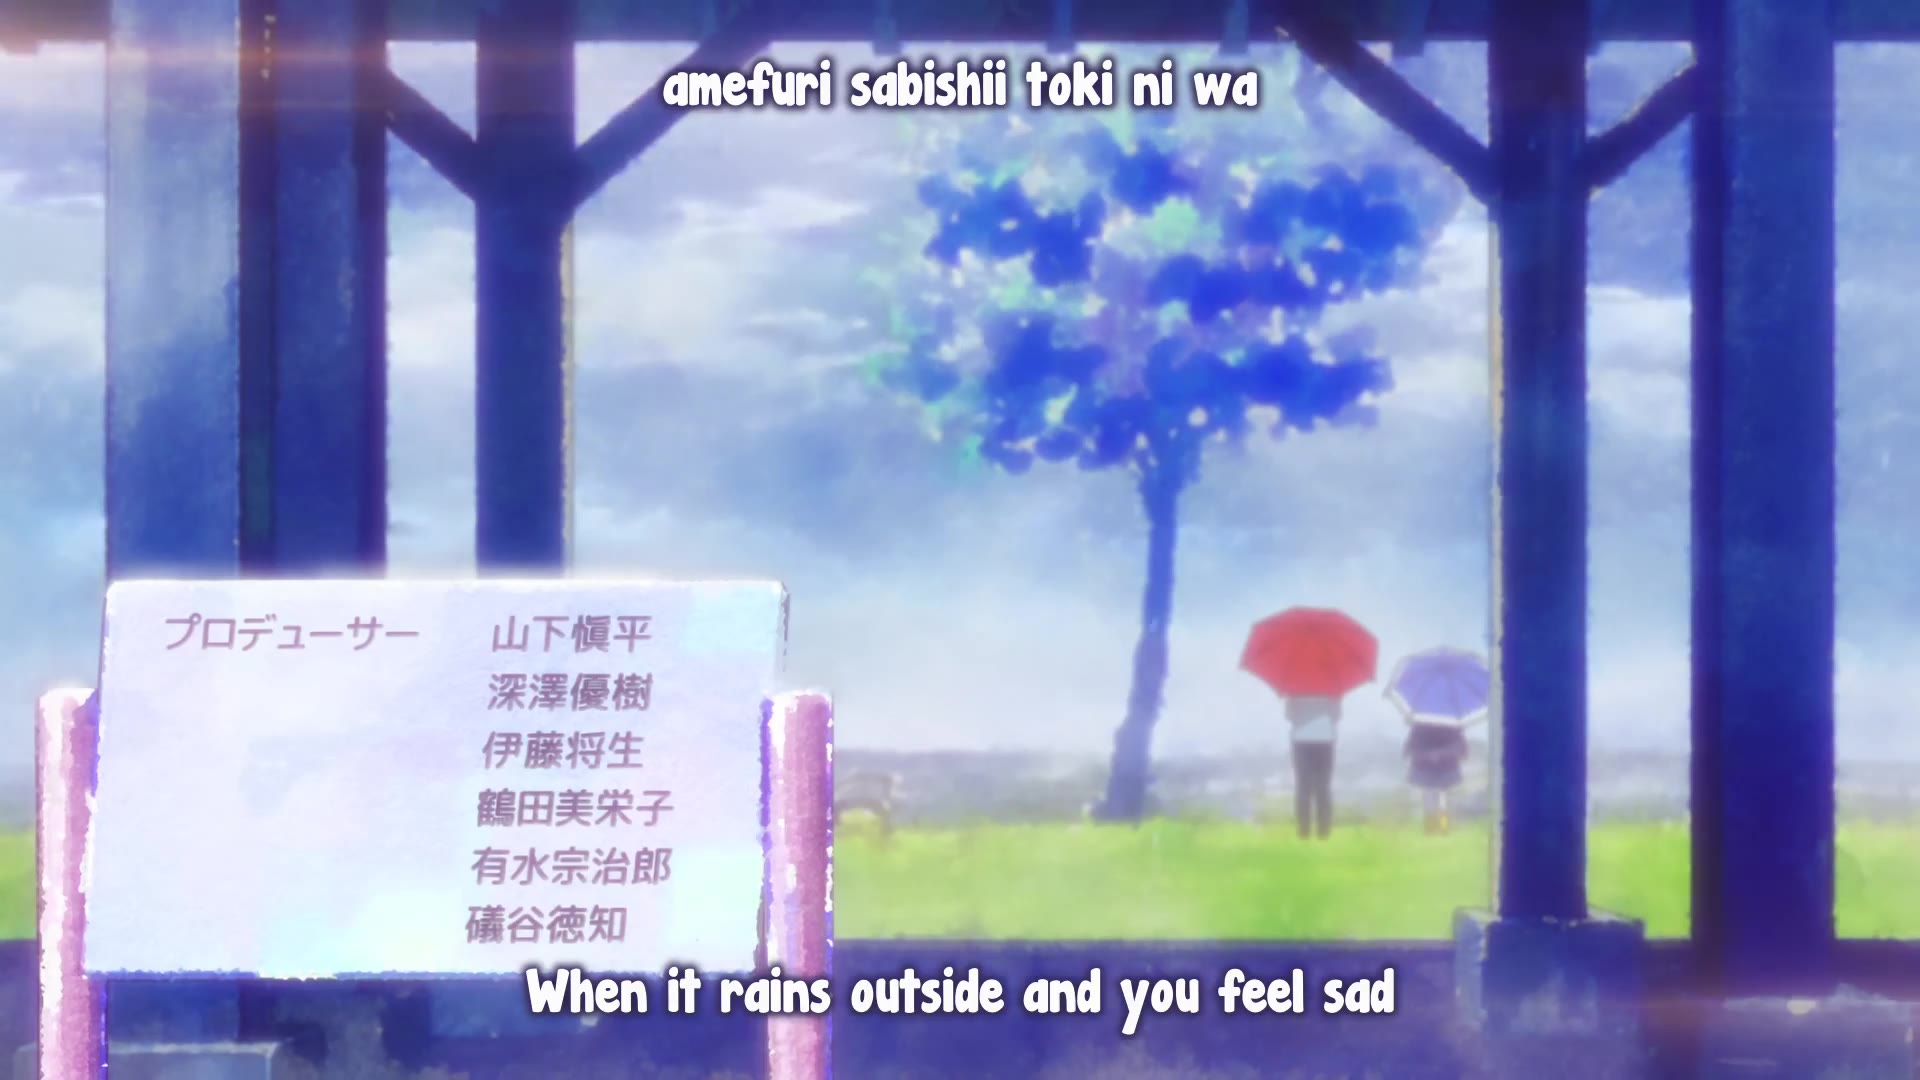 amefuri sabishii toki ni wa
プロデューサー 山下愼平
深澤優樹
伊藤将生
鶴田美栄子
有水宗治郎
礒谷徳知
When it rains outside and you feel sad